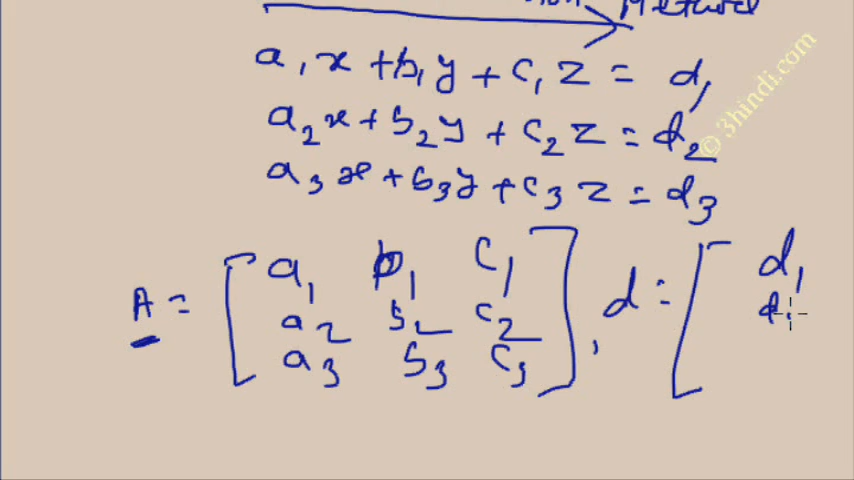 Method
a₁x + b₁y + c₁z = d₁
a₂x + b₂y + c₂z = d₂
a₃x + b₃y + c₃z = d₃
© 3hindi.com
A = [ a₁ b₁ c₁ ] , d = [ d₁
a₂ b₂ c₂ d
a₃ b₃ c₃